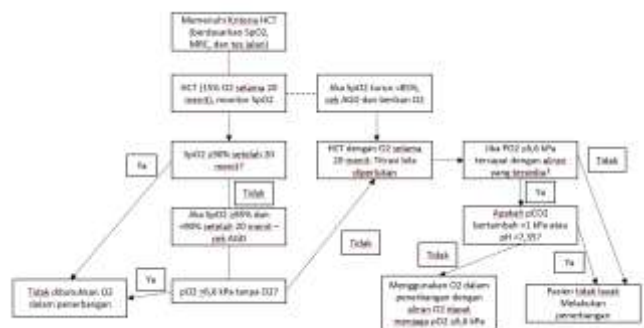 Memenuhi Kriteria HCT
(berdasarkan SpO2,
MRC, dan tes jalan)
HCT (15% O2 selama 20
menit), monitor SpO2
Jika SpO2 turun <85%,
cek AGD dan berikan O2
Ya
SpO2 ≥90% setelah 20
menit?
HCT dengan O2 selama
20 menit. Titrasi bila
diperlukan
Jika PO2 ≥6,6 kPa
tercapai dengan aliran
yang tersedia?
Tidak
Tidak
Ya
Jika SpO2 ≥85% dan
<90% setelah 20 menit –
cek AGD
Apakah pCO2
bertambah >1 kPa atau
pH <7,35?
Tidak
Tidak
Ya
Ya
Tidak dibutuhkan O2
dalam penerbangan
pO2 ≥6,6 kPa tanpa O2?
Menggunakan O2 dalam
penerbangan dengan
aliran O2 dapat
menjaga pO2 ≥6,6 kPa
Pasien tidak layak
Melakukan
penerbangan